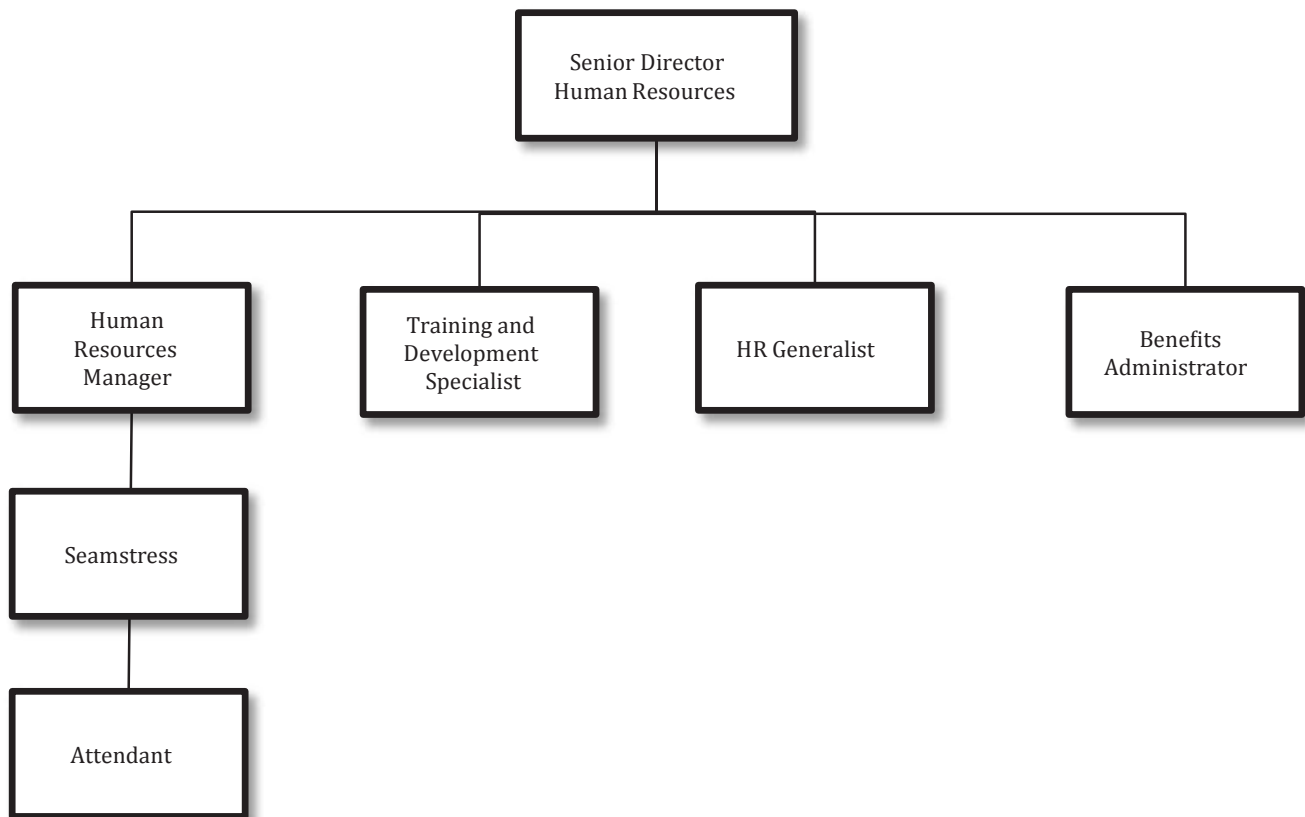 Senior Director
Human Resources
Human
Resources
Manager
Training and
Development
Specialist
HR Generalist
Benefits
Administrator
Seamstress
Attendant